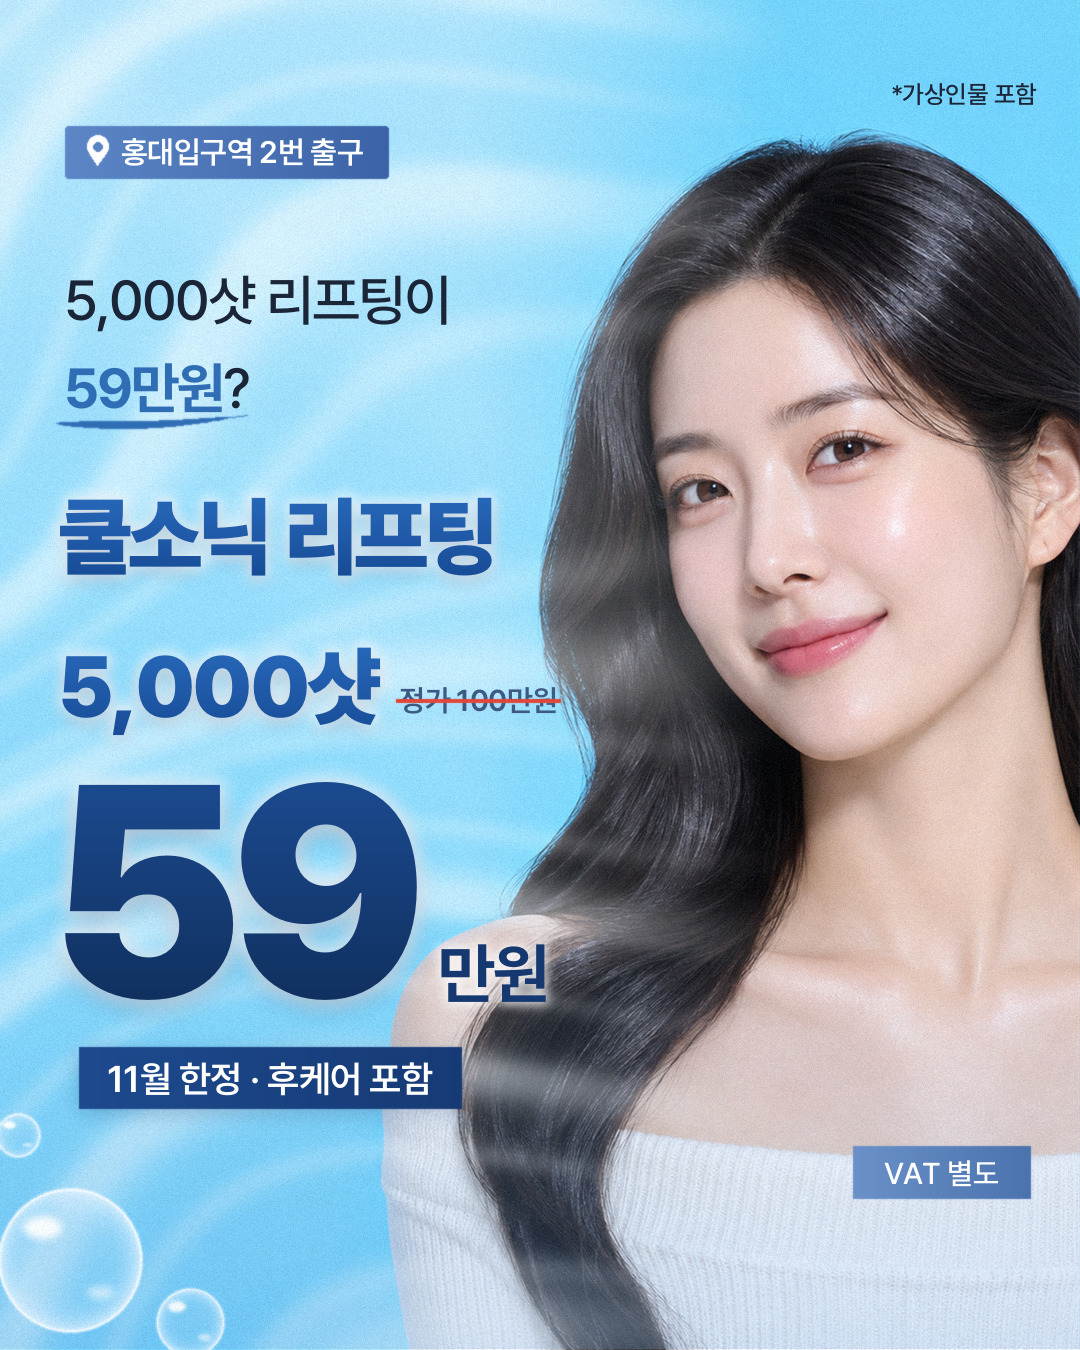 *가상인물 포함
홍대입구역 2번 출구
5,000샷 리프팅이
59만원?
쿨소닉 리프팅
5,000샷 정가 100만원
59만원
11월 한정 · 후케어 포함
VAT 별도